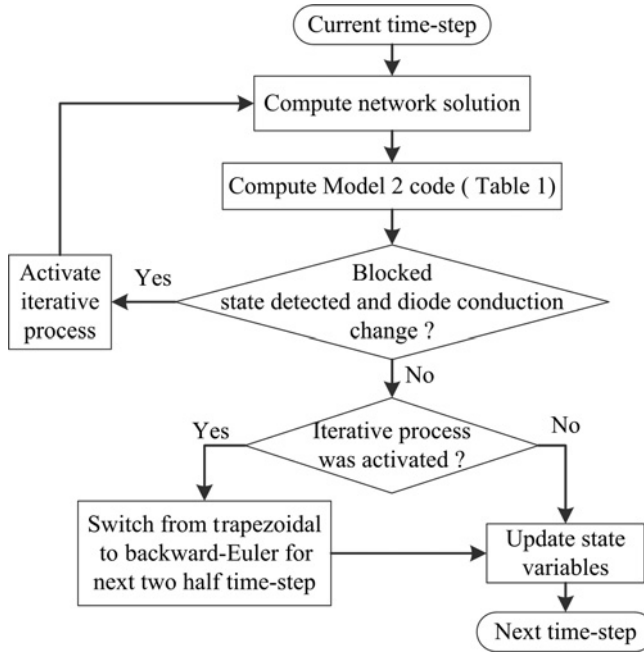 Current time-step
Compute network solution
Compute Model 2 code ( Table 1)
Activate
iterative
process
Yes
Blocked
state detected and diode conduction
change ?
No
Yes
Iterative process
was activated ?
No
Switch from trapezoidal
to backward-Euler for
next two half time-step
Update state
variables
Next time-step